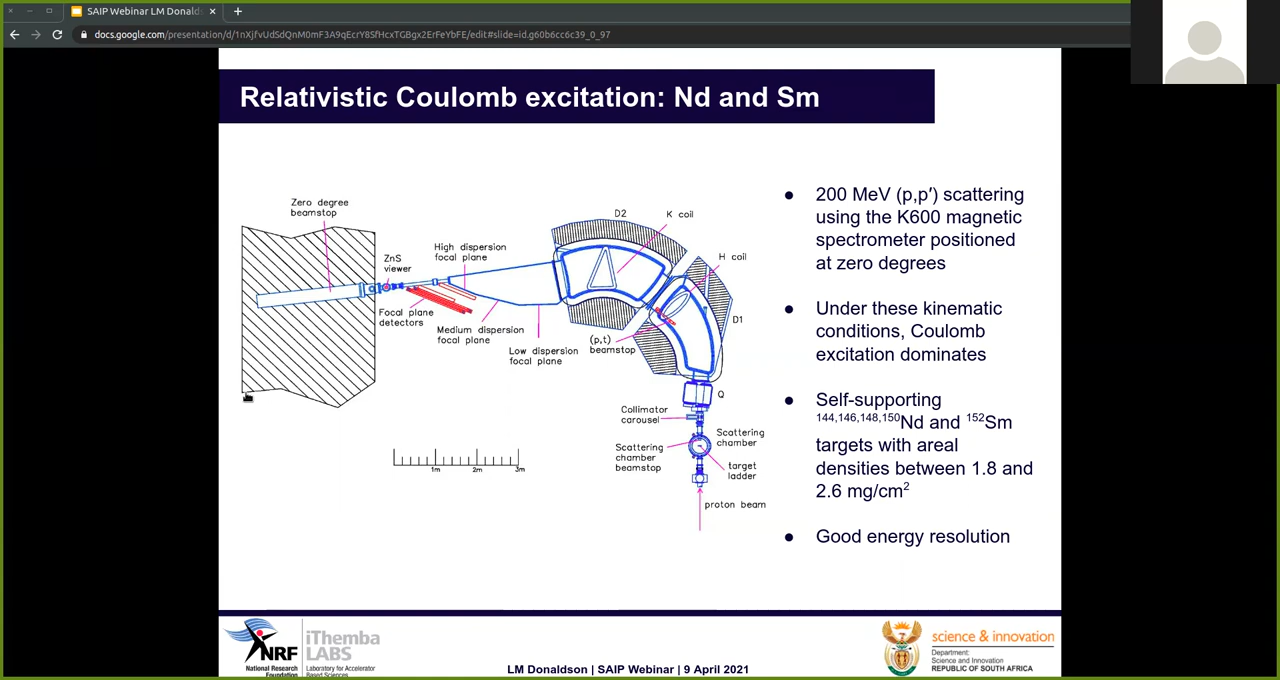 SAIP Webinar LM Donalds
docs.google.com/presentation/d/1nXjfvUdSdQnM0mF3A9qEcrY8SfHcxTGBgx2ErFeYbFE/edit#slide=id.g60b6cc6c39_0_97
Relativistic Coulomb excitation: Nd and Sm
Zero degree
beamstop
ZnS
viewer
High dispersion
focal plane
D2
K coil
H coil
Focal plane
detectors
Medium dispersion
focal plane
Low dispersion
focal plane
(p,t)
beamstop
D1
Q
Collimator
carousel
Scattering
chamber
Scattering
chamber
beamstop
target
ladder
proton beam
1m 2m 3m
● 200 MeV (p,p′) scattering
using the K600 magnetic
spectrometer positioned
at zero degrees
● Under these kinematic
conditions, Coulomb
excitation dominates
● Self-supporting
144,146,148,150Nd and 152Sm
targets with areal
densities between 1.8 and
2.6 mg/cm2
● Good energy resolution
NRF
National Research
Foundation
iThemba
LABS
Laboratory for Accelerator
Based Sciences
LM Donaldson | SAIP Webinar | 9 April 2021
science & innovation
Department:
Science and Innovation
REPUBLIC OF SOUTH AFRICA